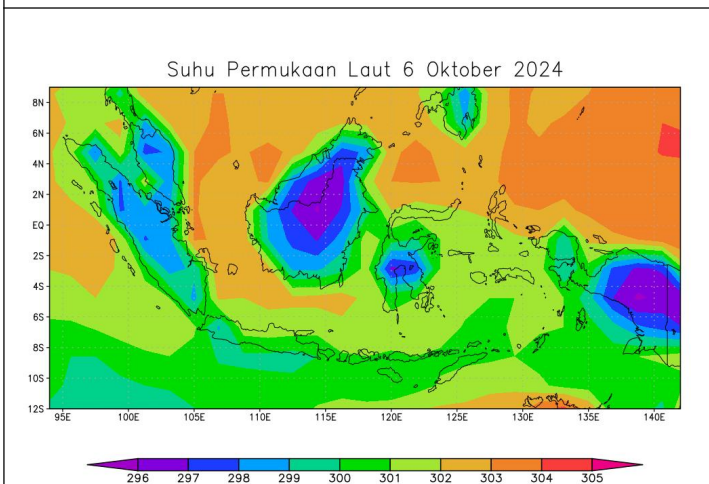 Suhu Permukaan Laut 6 Oktober 2024
8N
6N
4N
2N
EQ
2S
4S
6S
8S
10S
12S
95E 100E 105E 110E 115E 120E 125E 130E 135E 140E
296 297 298 299 300 301 302 303 304 305